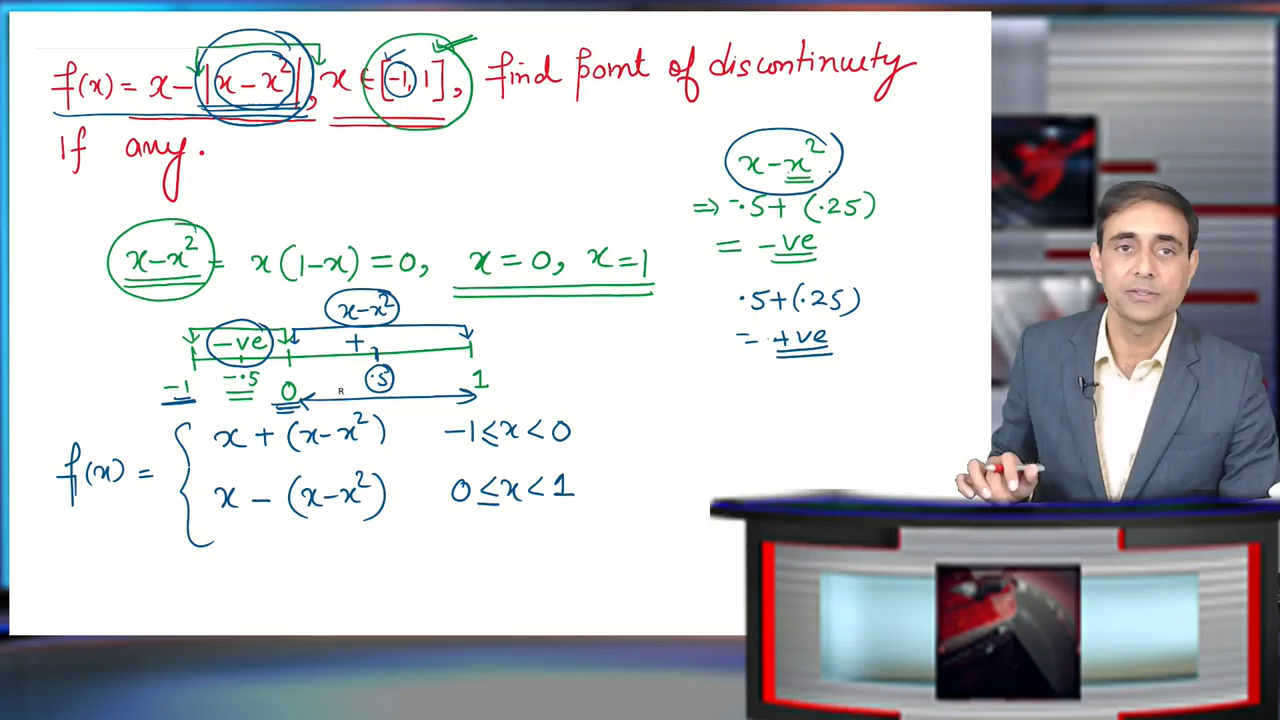 f(x) = x - |x - x²|, x = [-1, 1], find point of discontinuity
If any.
x - x² = x(1-x) = 0, x = 0, x = 1
x - x²
⇒ -.5 + (.25)
= -ve
.5 + (.25)
= +ve
x - x²
-ve +
-1 -.5 0 .5 1
R
f(x) = { x + (x - x²) -1 ≤ x < 0
x - (x - x²) 0 ≤ x < 1